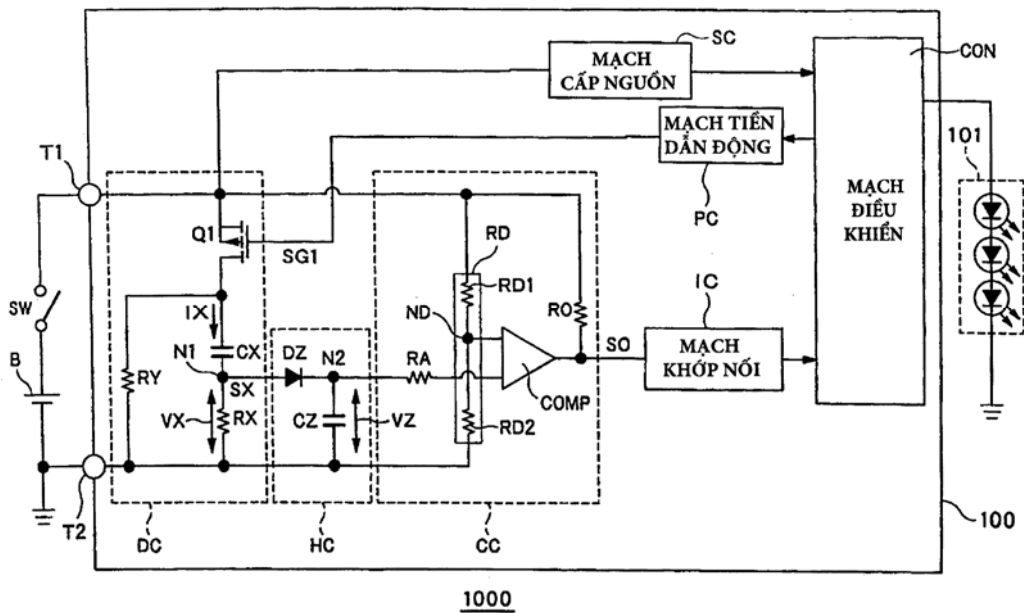 SC
CON
MẠCH
CẤP NGUỒN
MẠCH TIỀN
DẪN ĐỘNG
101
T1
PC
MẠCH
ĐIỀU
KHIỂN
Q1
SG1
RD
RD1
IC
SW
IX
ND
RO
MẠCH
KHỚP NỐI
B
N1
CX
DZ
N2
RA
SO
RY
SX
COMP
VX
RX
CZ
VZ
RD2
T2
DC
HC
CC
100
1000